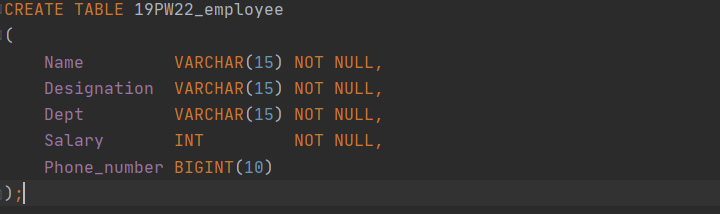 CREATE TABLE 19PW22_employee
(
    Name         VARCHAR(15) NOT NULL,
    Designation  VARCHAR(15) NOT NULL,
    Dept         VARCHAR(15) NOT NULL,
    Salary       INT         NOT NULL,
    Phone_number BIGINT(10)
);